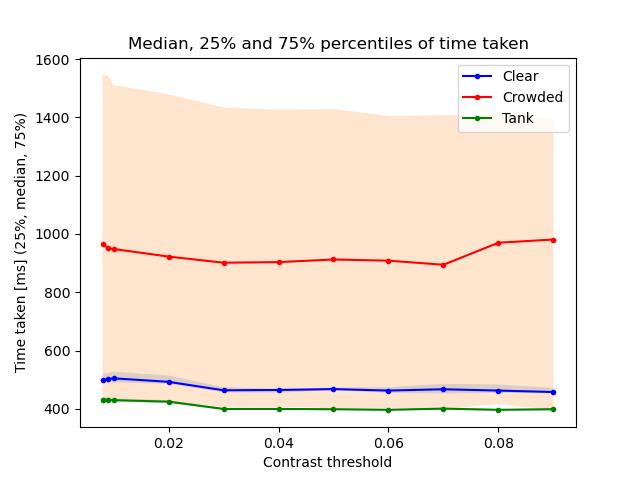 Median, 25% and 75% percentiles of time taken
Time taken [ms] (25%, median, 75%)
1600
1400
1200
1000
800
600
400
Clear
Crowded
Tank
0.02 0.04 0.06 0.08
Contrast threshold